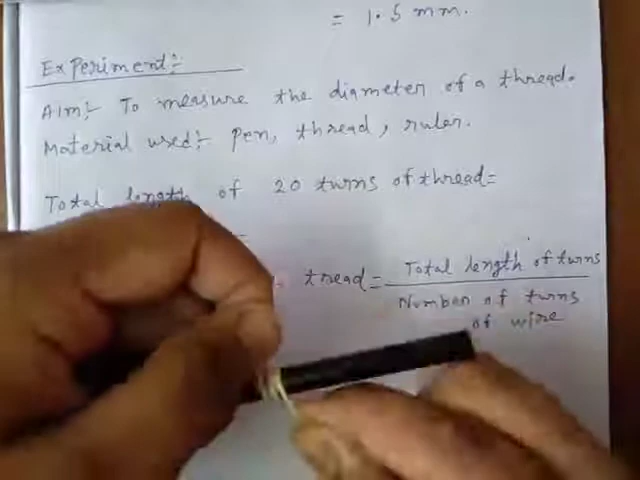 = 1.5 mm.
Experiment:-
Aim:- To measure the diameter of a thread.
Material used:- Pen, thread, ruler.
Total length of 20 turns of thread=
=
tread = Total length of turns
Number of turns
of wire